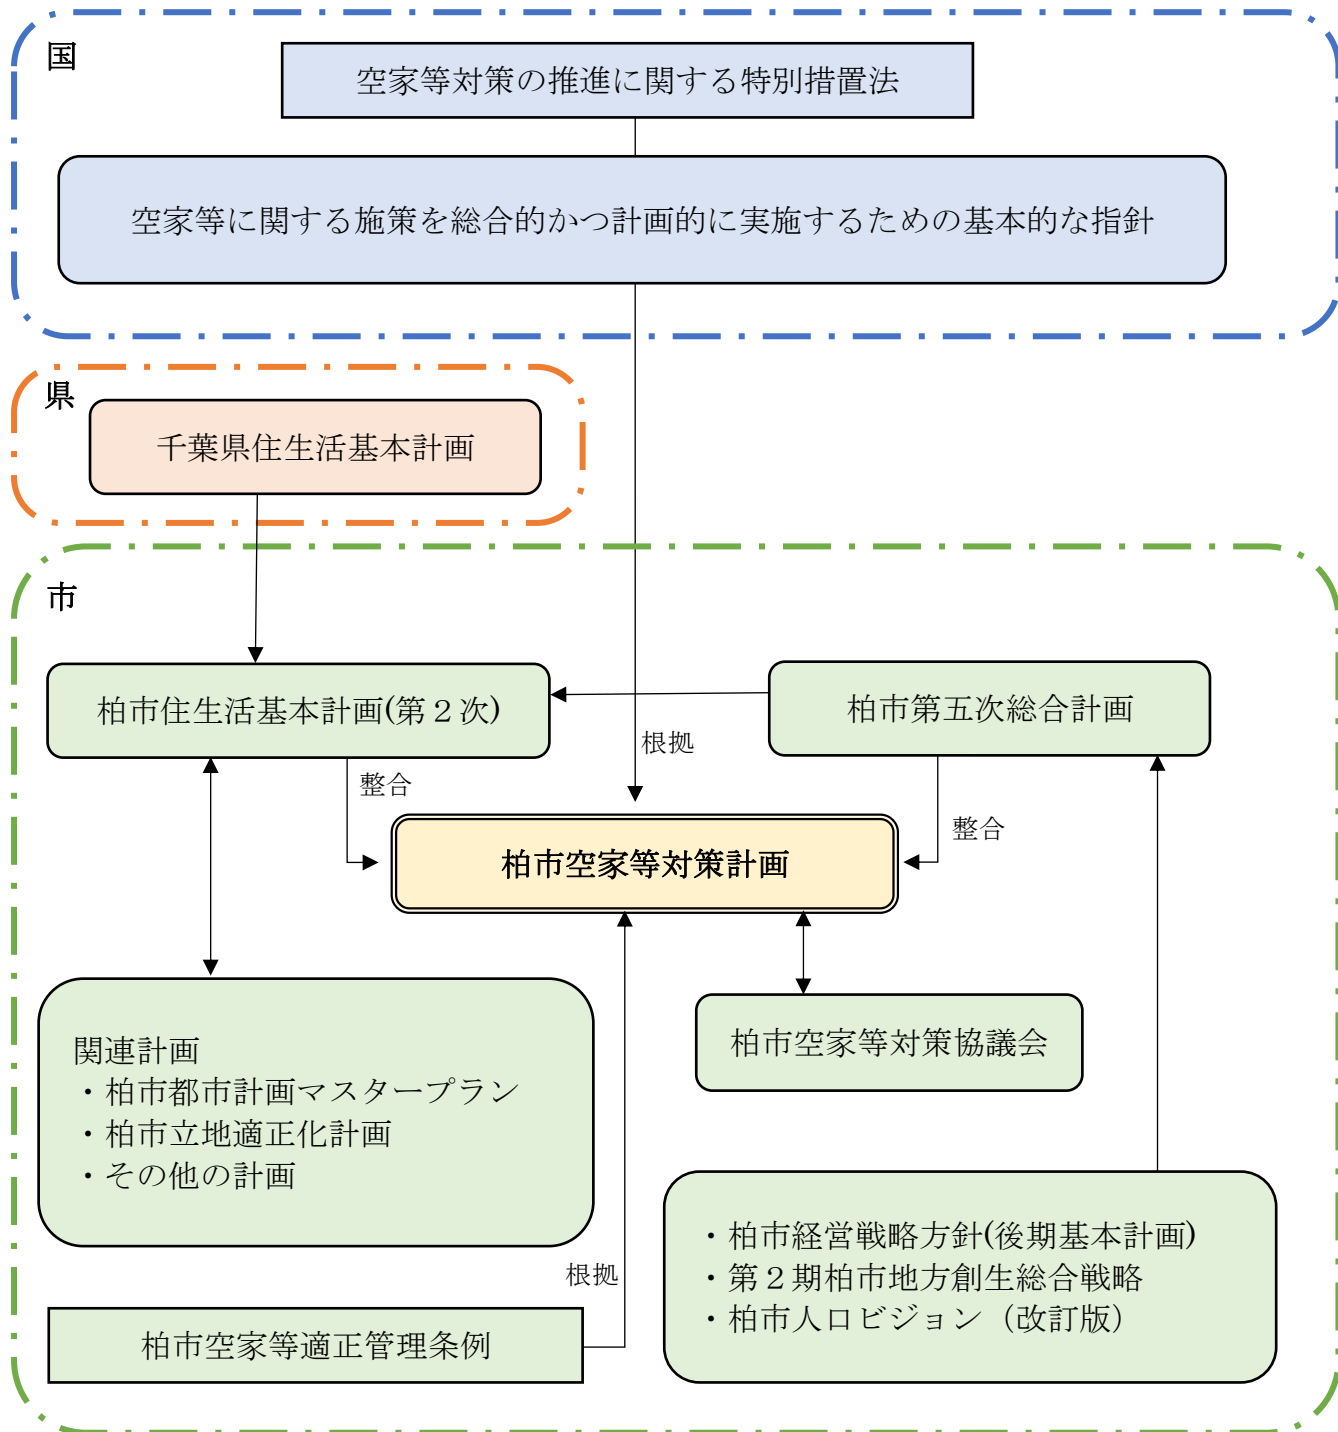 国
空家等対策の推進に関する特別措置法
空家等に関する施策を総合的かつ計画的に実施するための基本的な指針
県
千葉県住生活基本計画
市
柏市住生活基本計画(第２次)
柏市第五次総合計画
根拠
整合
整合
柏市空家等対策計画
関連計画
・柏市都市計画マスタープラン
・柏市立地適正化計画
・その他の計画
柏市空家等対策協議会
・柏市経営戦略方針(後期基本計画)
・第２期柏市地方創生総合戦略
・柏市人口ビジョン（改訂版）
根拠
柏市空家等適正管理条例